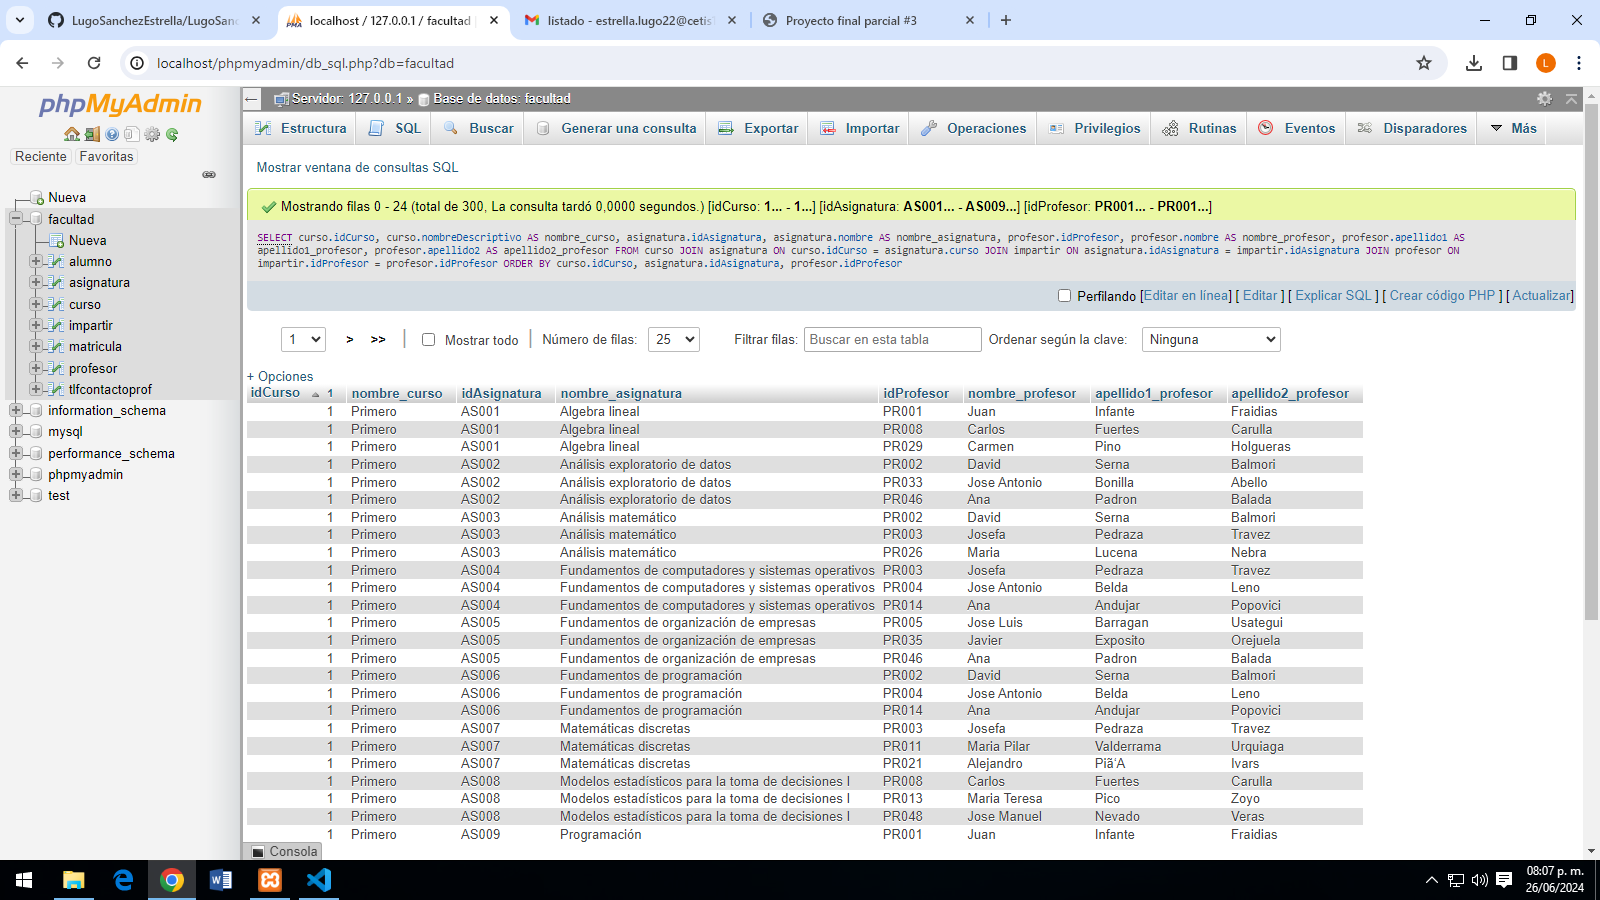 LugoSanchezEstrella/LugoSanc
localhost / 127.0.0.1 / facultad |
listado - estrella.lugo22@cetis1
Proyecto final parcial #3
localhost/phpmyadmin/db_sql.php?db=facultad
L
phpMyAdmin
Reciente Favoritas
Nueva
facultad
Nueva
alumno
asignatura
curso
impartir
matricula
profesor
tlfcontactoprof
information_schema
mysql
performance_schema
phpmyadmin
test
Servidor: 127.0.0.1 » Base de datos: facultad
Estructura SQL Buscar Generar una consulta Exportar Importar Operaciones Privilegios Rutinas Eventos Disparadores Más
Mostrar ventana de consultas SQL
Mostrando filas 0 - 24 (total de 300, La consulta tardó 0,0000 segundos.) [idCurso: 1... - 1...] [idAsignatura: AS001... - AS009...] [idProfesor: PR001... - PR001...]
SELECT curso.idCurso, curso.nombreDescriptivo AS nombre_curso, asignatura.idAsignatura, asignatura.nombre AS nombre_asignatura, profesor.idProfesor, profesor.nombre AS nombre_profesor, profesor.apellido1 AS
apellido1_profesor, profesor.apellido2 AS apellido2_profesor FROM curso JOIN asignatura ON curso.idCurso = asignatura.curso JOIN impartir ON asignatura.idAsignatura = impartir.idAsignatura JOIN profesor ON
impartir.idProfesor = profesor.idProfesor ORDER BY curso.idCurso, asignatura.idAsignatura, profesor.idProfesor
Perfilando [Editar en línea] [ Editar ] [ Explicar SQL ] [ Crear código PHP ] [ Actualizar]
1 > >> Mostrar todo Número de filas: 25 Filtrar filas: Buscar en esta tabla Ordenar según la clave: Ninguna
+ Opciones
idCurso 1 nombre_curso idAsignatura nombre_asignatura idProfesor nombre_profesor apellido1_profesor apellido2_profesor
1 Primero AS001 Algebra lineal PR001 Juan Infante Fraidias
1 Primero AS001 Algebra lineal PR008 Carlos Fuertes Carulla
1 Primero AS001 Algebra lineal PR029 Carmen Pino Holgueras
1 Primero AS002 Análisis exploratorio de datos PR002 David Serna Balmori
1 Primero AS002 Análisis exploratorio de datos PR033 Jose Antonio Bonilla Abello
1 Primero AS002 Análisis exploratorio de datos PR046 Ana Padron Balada
1 Primero AS003 Análisis matemático PR002 David Serna Balmori
1 Primero AS003 Análisis matemático PR003 Josefa Pedraza Travez
1 Primero AS003 Análisis matemático PR026 Maria Lucena Nebra
1 Primero AS004 Fundamentos de computadores y sistemas operativos PR003 Josefa Pedraza Travez
1 Primero AS004 Fundamentos de computadores y sistemas operativos PR004 Jose Antonio Belda Leno
1 Primero AS004 Fundamentos de computadores y sistemas operativos PR014 Ana Andujar Popovici
1 Primero AS005 Fundamentos de organización de empresas PR005 Jose Luis Barragan Usategui
1 Primero AS005 Fundamentos de organización de empresas PR035 Javier Exposito Orejuela
1 Primero AS005 Fundamentos de organización de empresas PR046 Ana Padron Balada
1 Primero AS006 Fundamentos de programación PR002 David Serna Balmori
1 Primero AS006 Fundamentos de programación PR004 Jose Antonio Belda Leno
1 Primero AS006 Fundamentos de programación PR014 Ana Andujar Popovici
1 Primero AS007 Matemáticas discretas PR003 Josefa Pedraza Travez
1 Primero AS007 Matemáticas discretas PR011 Maria Pilar Valderrama Urquiaga
1 Primero AS007 Matemáticas discretas PR021 Alejandro Piã‘A Ivars
1 Primero AS008 Modelos estadísticos para la toma de decisiones I PR008 Carlos Fuertes Carulla
1 Primero AS008 Modelos estadísticos para la toma de decisiones I PR013 Maria Teresa Pico Zoyo
1 Primero AS008 Modelos estadísticos para la toma de decisiones I PR048 Jose Manuel Nevado Veras
1 Primero AS009 Programación PR001 Juan Infante Fraidias
Consola
08:07 p. m.
26/06/2024